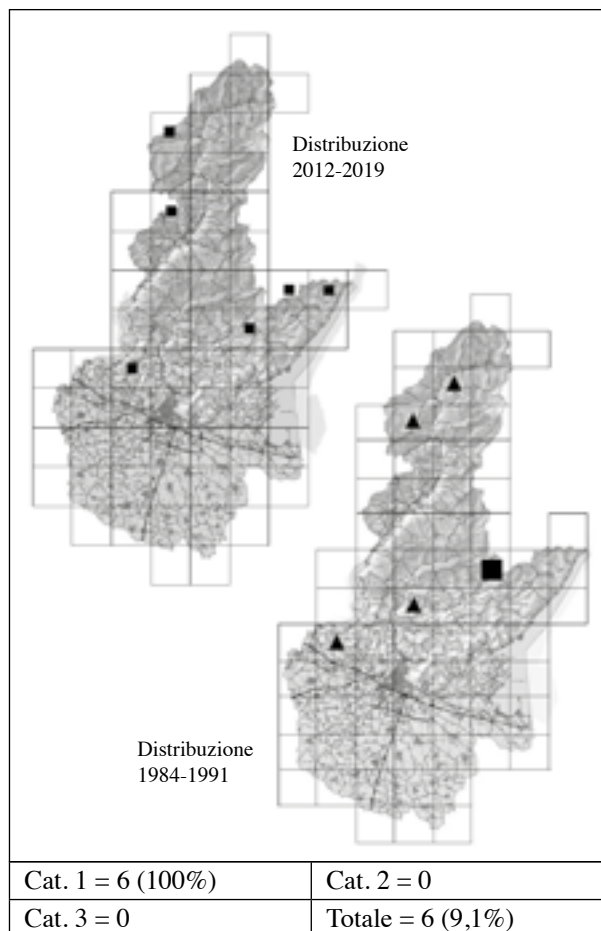 Distribuzione
2012-2019
Distribuzione
1984-1991
Cat. 1 = 6 (100%)
Cat. 2 = 0
Cat. 3 = 0
Totale = 6 (9,1%)